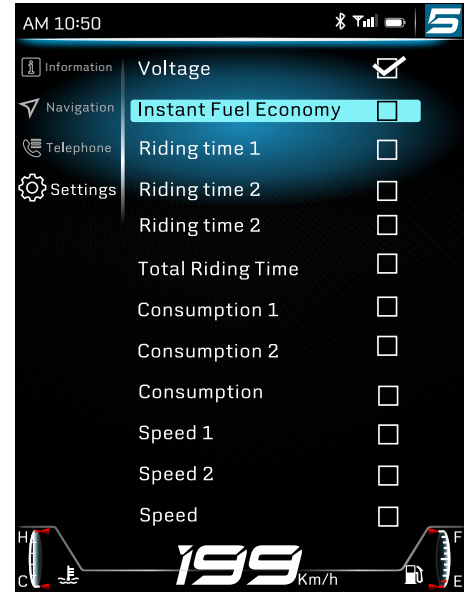 AM 10:50
S
Information
Navigation
Telephone
Settings
Voltage
Instant Fuel Economy
Riding time 1
Riding time 2
Riding time 2
Total Riding Time
Consumption 1
Consumption 2
Consumption
Speed 1
Speed 2
Speed
H
C
199 Km/h
F
E